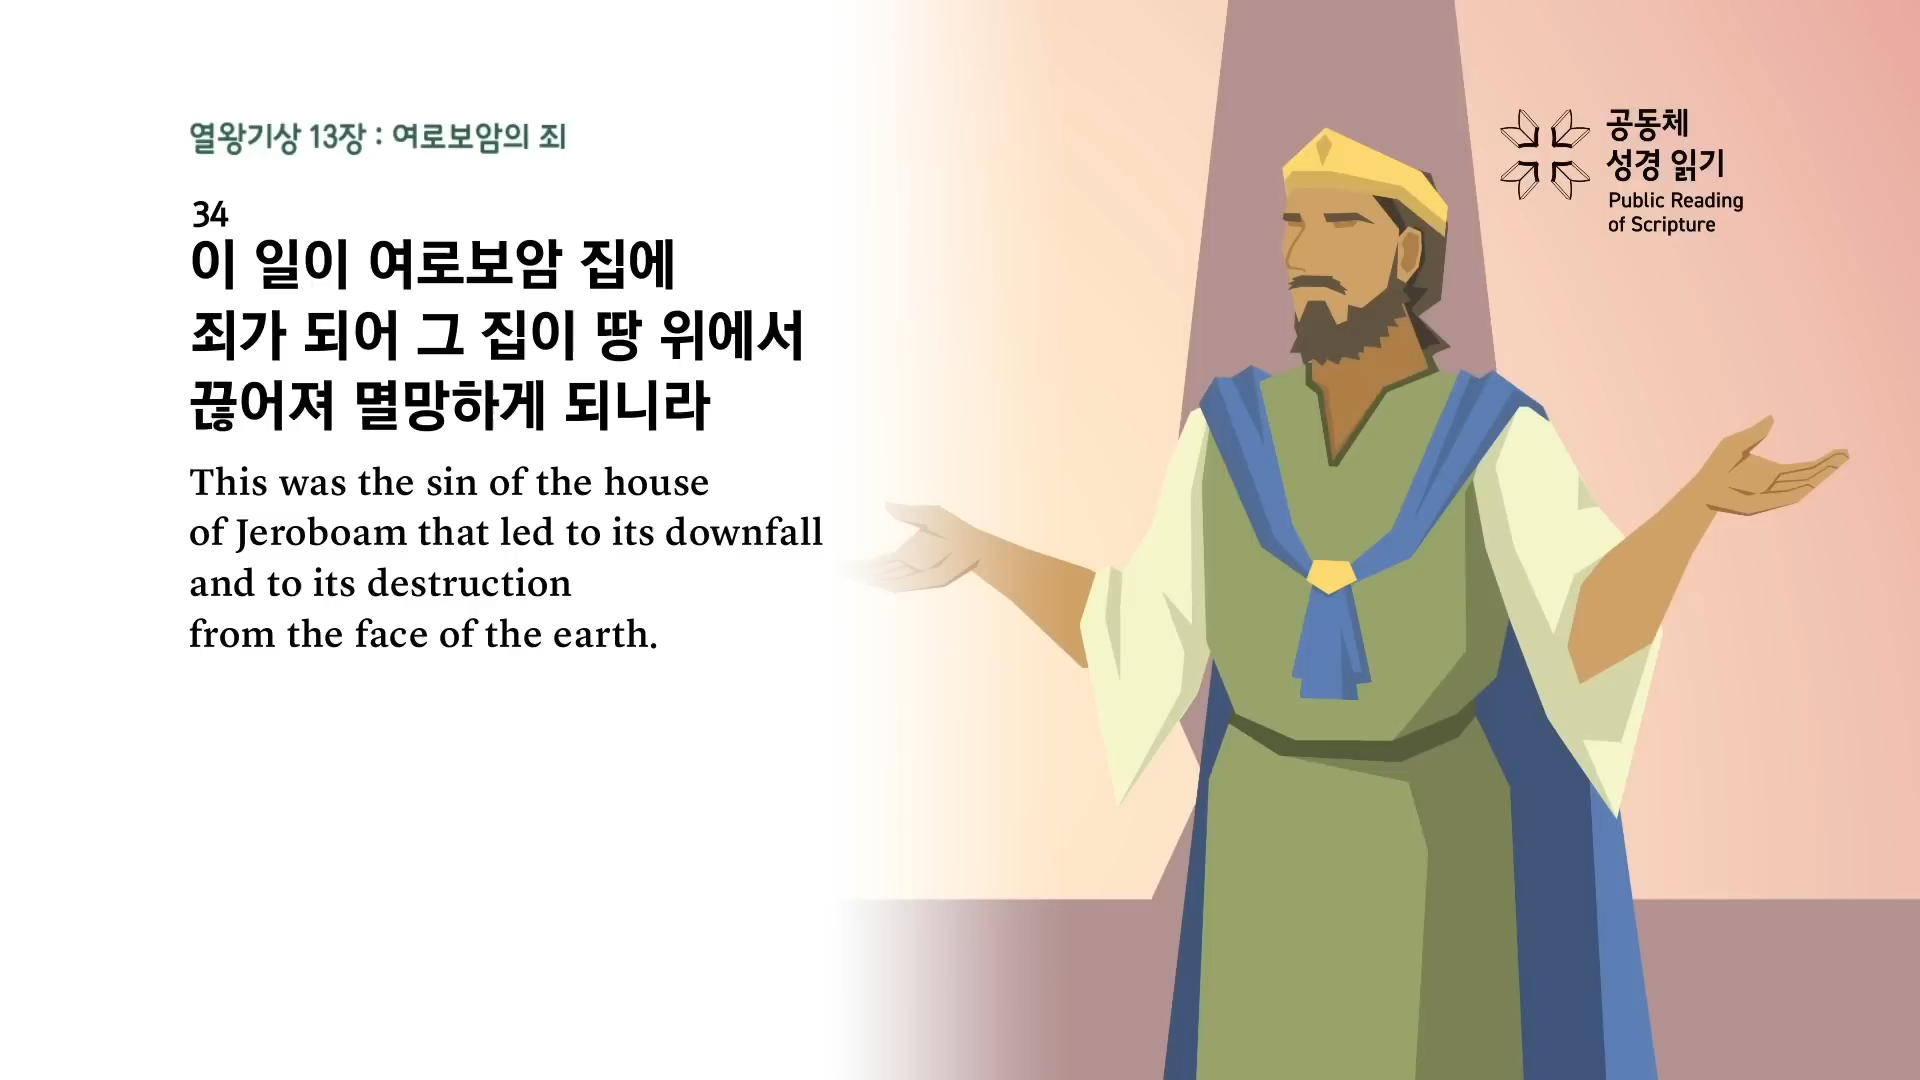 열왕기상 13장 : 여로보암의 죄
34
이 일이 여로보암 집에
죄가 되어 그 집이 땅 위에서
끊어져 멸망하게 되니라
This was the sin of the house
of Jeroboam that led to its downfall
and to its destruction
from the face of the earth.
공동체
성경 읽기
Public Reading
of Scripture